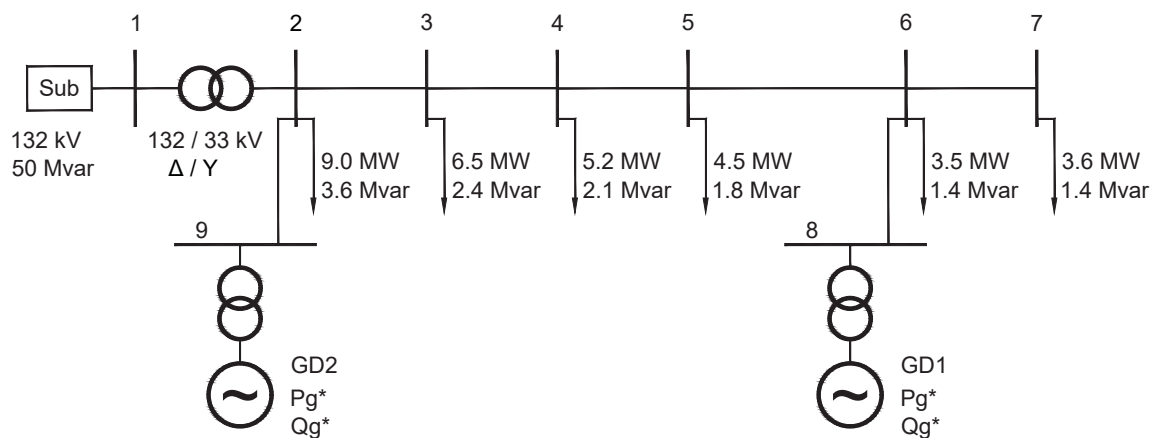 1
2
3
4
5
6
7
Sub
132 kV
50 Mvar
132 / 33 kV
Δ / Y
9.0 MW
3.6 Mvar
6.5 MW
2.4 Mvar
5.2 MW
2.1 Mvar
4.5 MW
1.8 Mvar
3.5 MW
1.4 Mvar
3.6 MW
1.4 Mvar
9
8
GD2
Pg*
Qg*
GD1
Pg*
Qg*